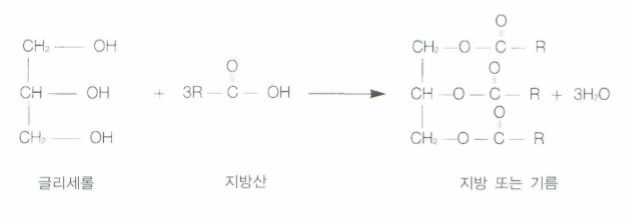 CH₂ — OH
CH — OH
CH₂ — OH
+
O
3R — C — OH
O
CH₂ — O — C — R
O
CH — O — C — R + 3H₂O
O
CH₂ — O — C — R
글리세롤
지방산
지방 또는 기름